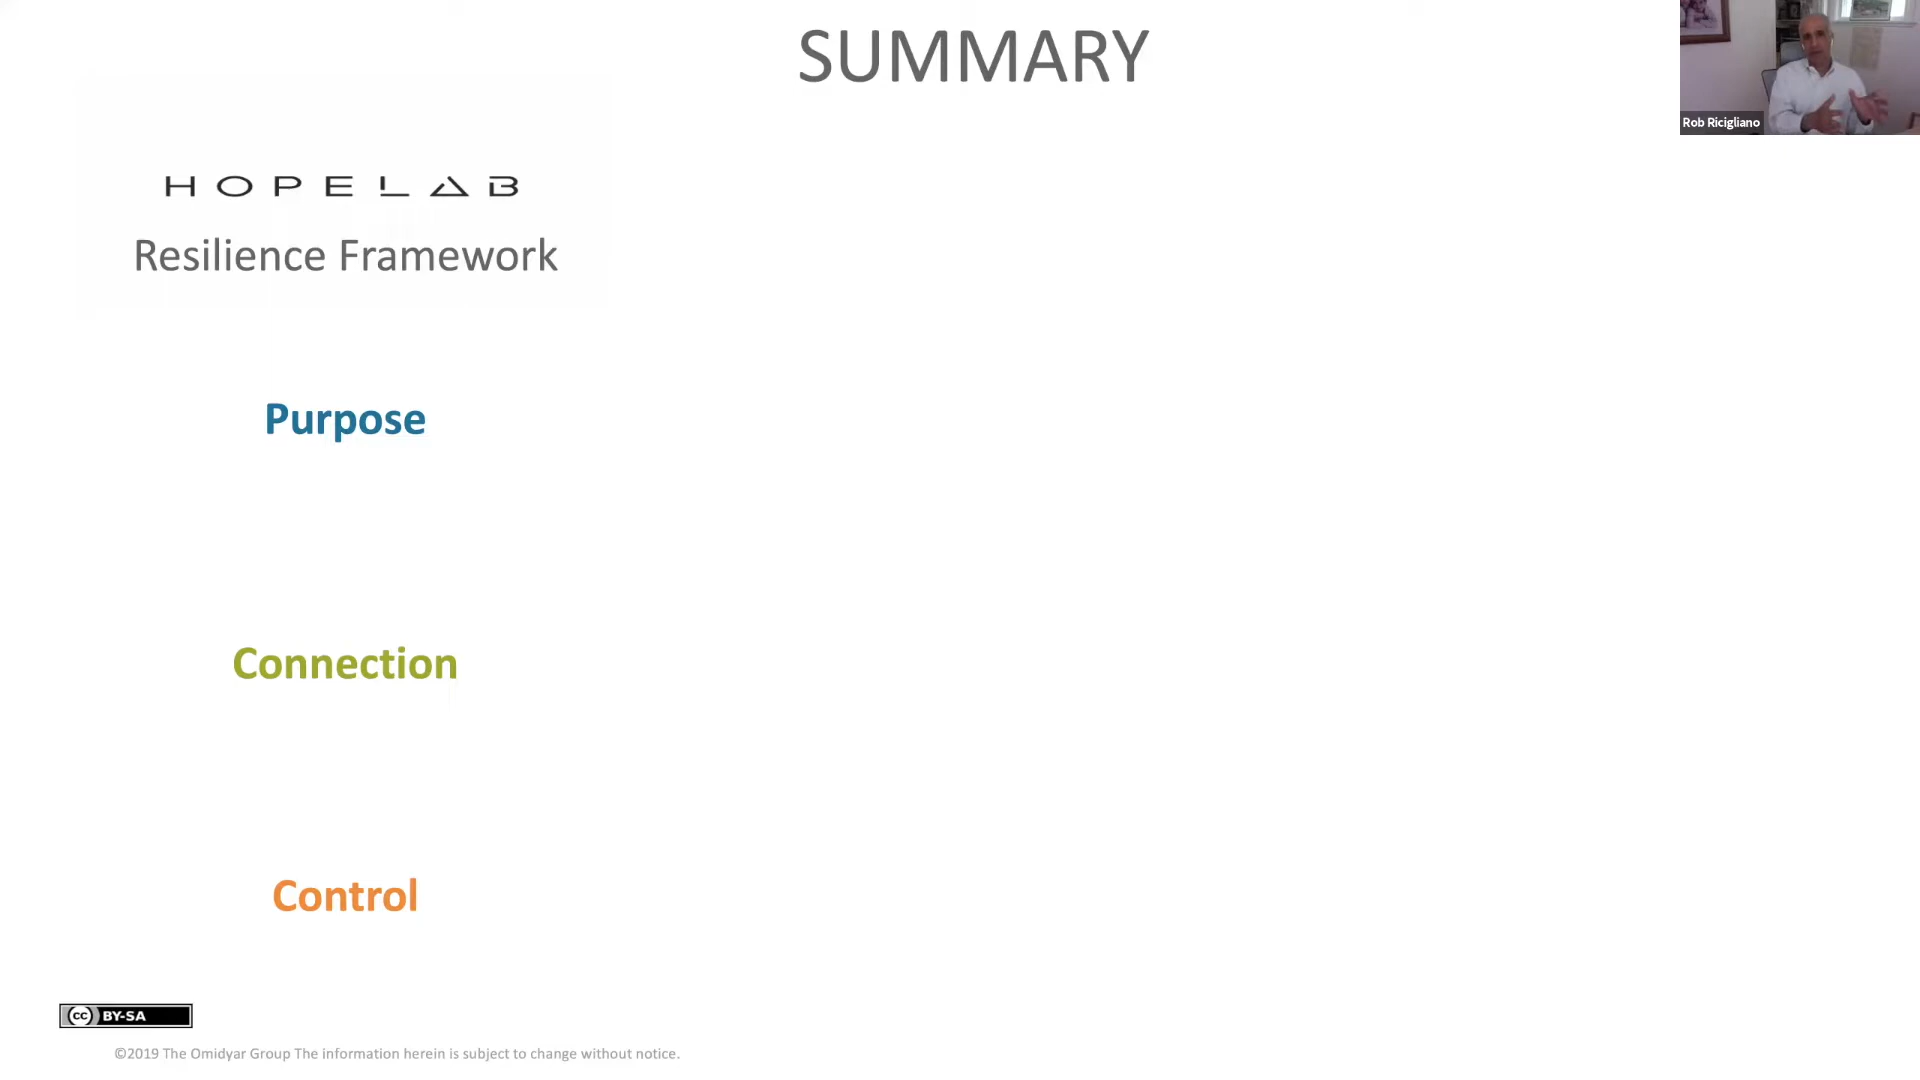 SUMMARY
Rob Ricigliano
HOPELAB
Resilience Framework
Purpose
Connection
Control
cc BY-SA
©2019 The Omidyar Group The information herein is subject to change without notice.